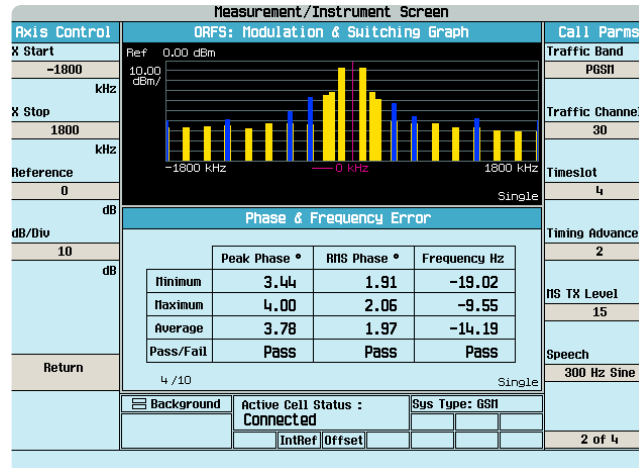 Measurement/Instrument Screen
Axis Control
X Start
-1800
kHz
X Stop
1800
kHz
Reference
0
dB
dB/Div
10
dB
Return
ORFS: Modulation & Switching Graph
Ref 0.00 dBm
10.00
dBm/
-1800 kHz 0 kHz 1800 kHz
Single
Phase & Frequency Error
Peak Phase ° RMS Phase ° Frequency Hz
Minimum 3.44 1.91 -19.02
Maximum 4.00 2.06 -9.55
Average 3.78 1.97 -14.19
Pass/Fail Pass Pass Pass
4/10 Single
Background
Active Cell Status :
Connected
Sys Type: GSM
IntRef Offset
Call Parms
Traffic Band
PGSM
Traffic Channel
30
Timeslot
4
Timing Advance
2
MS TX Level
15
Speech
300 Hz Sine
2 of 4